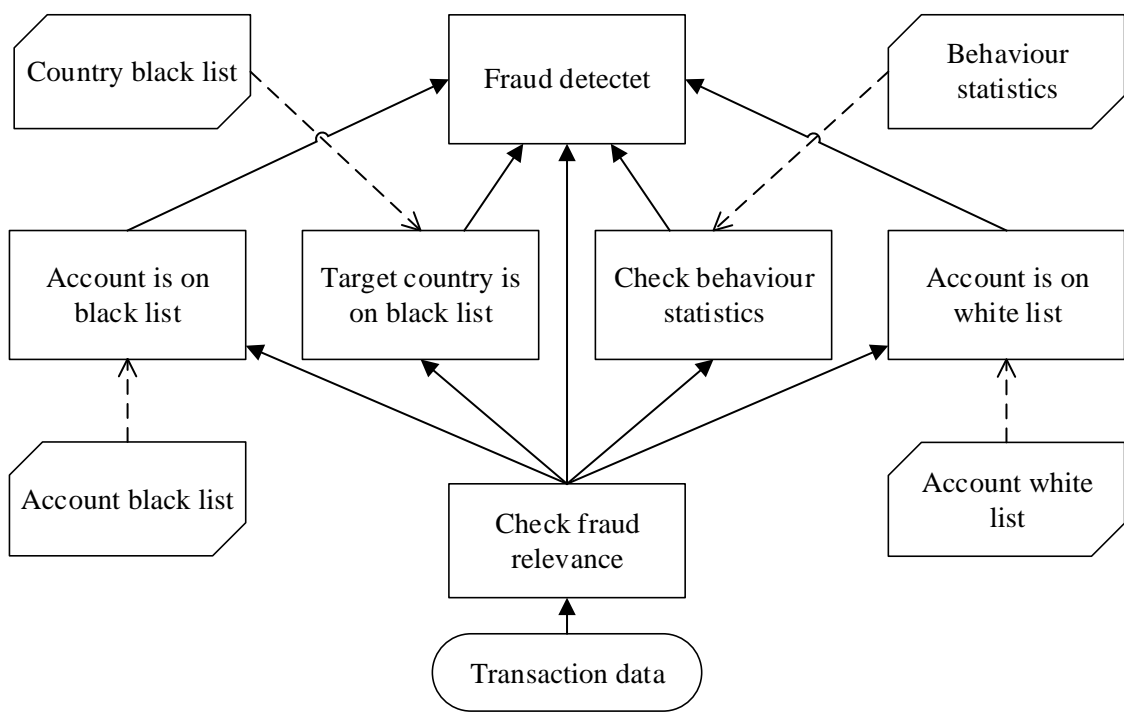 Country black list
Fraud detectet
Behaviour
statistics
Account is on
black list
Target country is
on black list
Check behaviour
statistics
Account is on
white list
Account black list
Check fraud
relevance
Account white
list
Transaction data